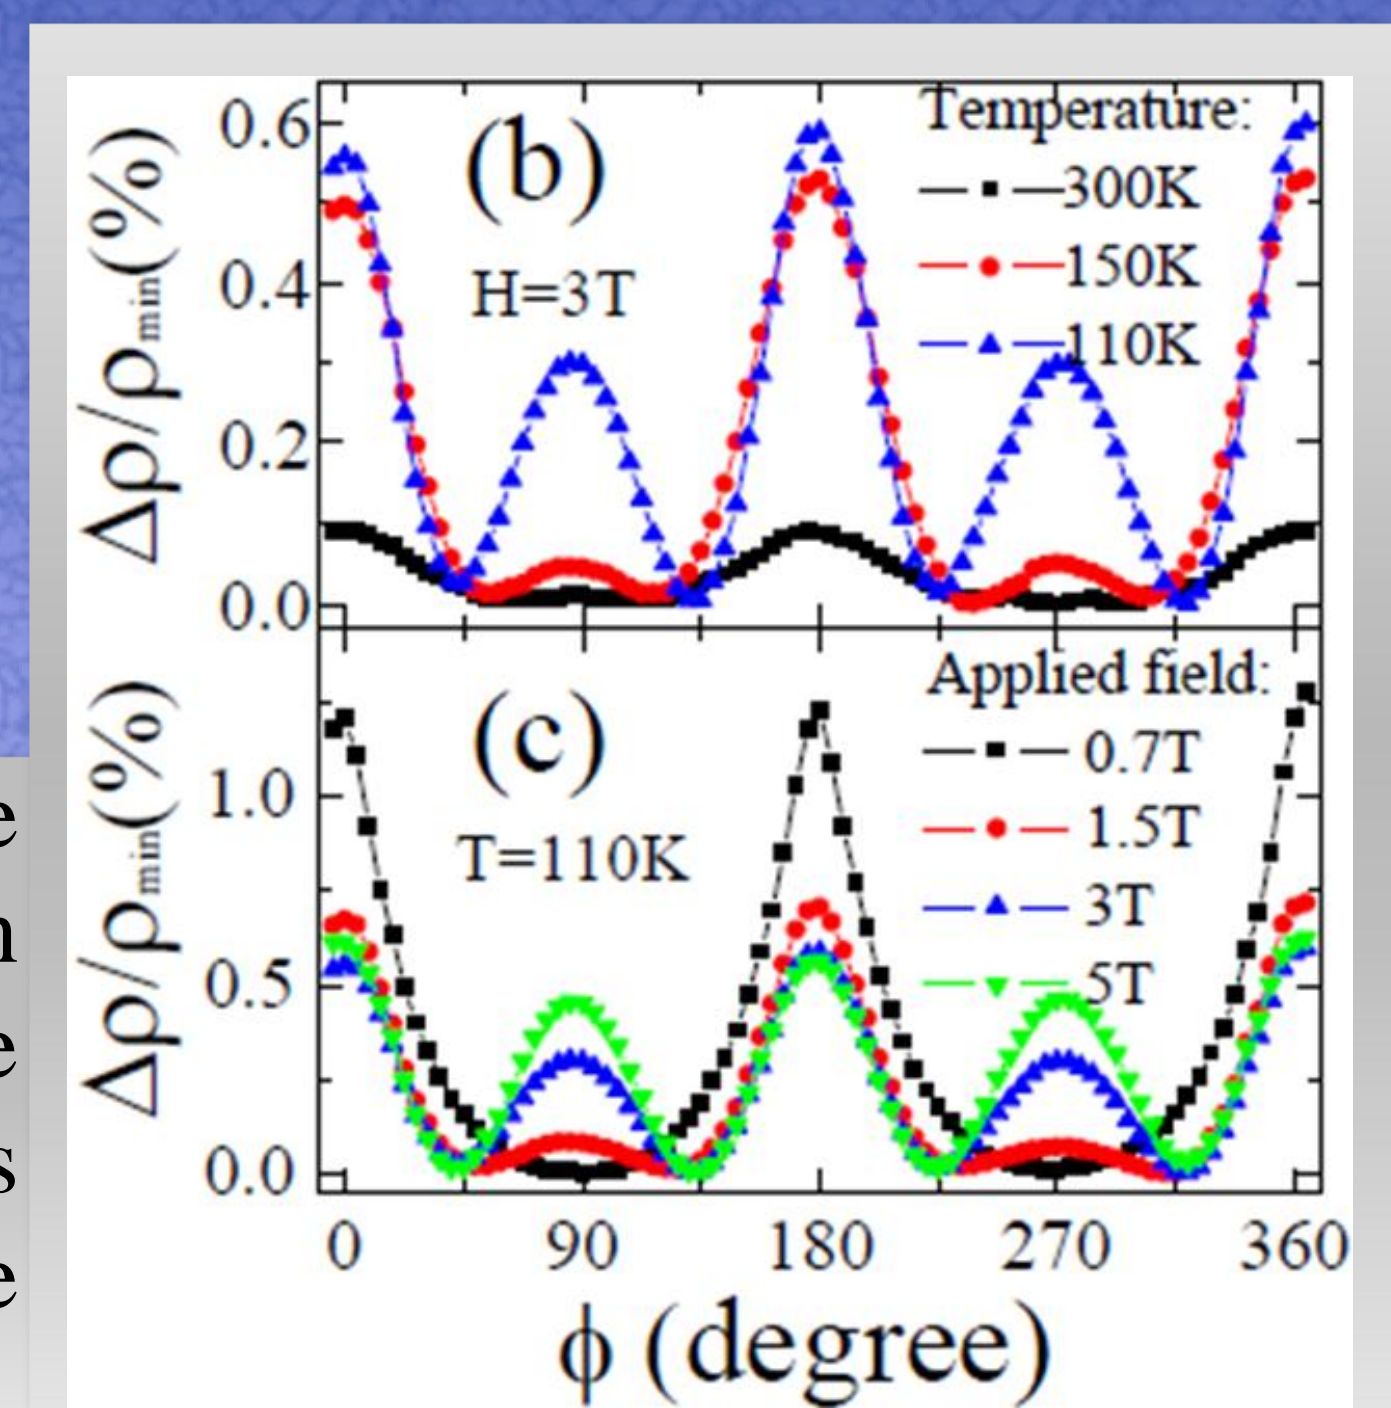 0.6
0.4
0.2
0.0
Δρ/ρmin(%)
(b)
H=3T
Temperature:
300K
150K
110K
1.0
0.5
0.0
Δρ/ρmin(%)
(c)
T=110K
Applied field:
0.7T
1.5T
3T
5T
0 90 180 270 360
ϕ (degree)
e
n
e
s
e